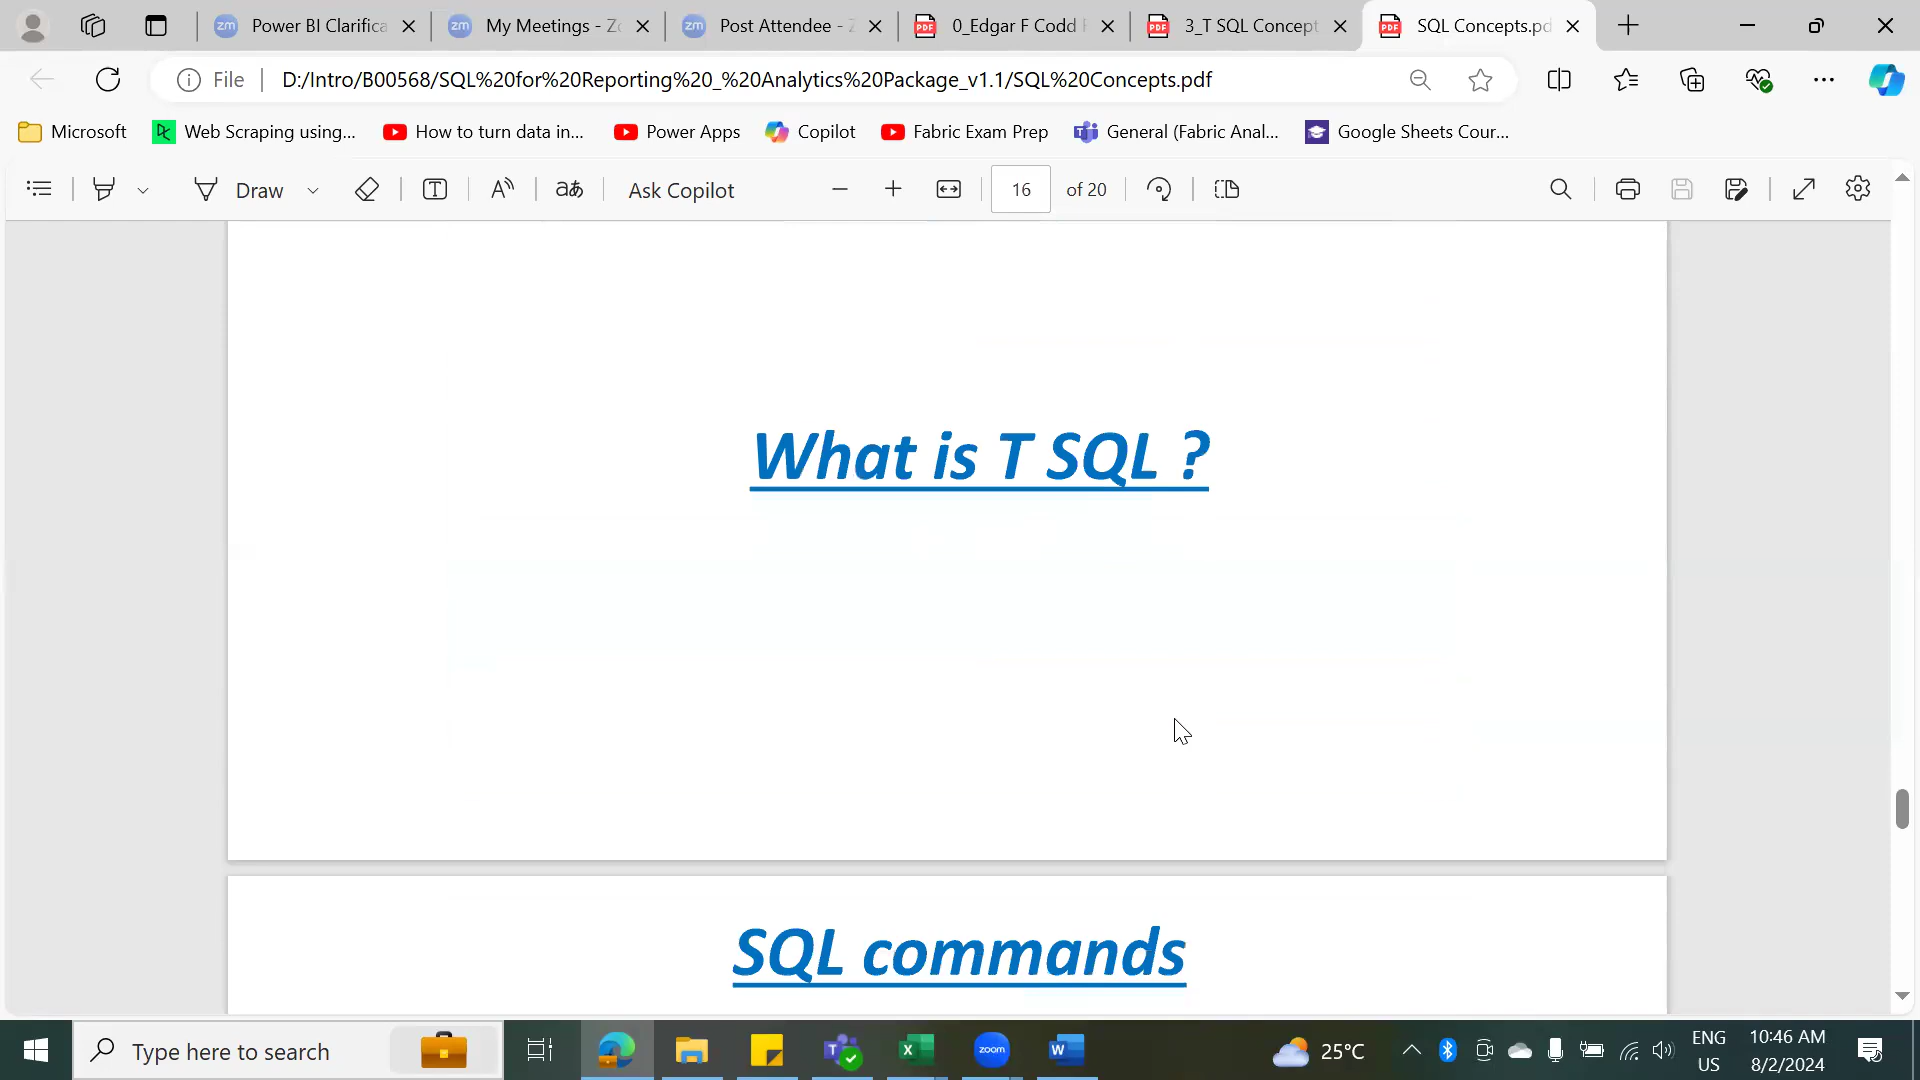 Power BI Clarifica
My Meetings - Zo
Post Attendee - Z
0_Edgar F Codd R
3_T SQL Concept
SQL Concepts.pd
File
D:/Intro/B00568/SQL%20for%20Reporting%20_%20Analytics%20Package_v1.1/SQL%20Concepts.pdf
Microsoft
Web Scraping using...
How to turn data in...
Power Apps
Copilot
Fabric Exam Prep
General (Fabric Anal...
Google Sheets Cour...
Draw
Ask Copilot
16
of 20
What is T SQL ?
SQL commands
Type here to search
zoom
25°C
ENG
US
10:46 AM
8/2/2024